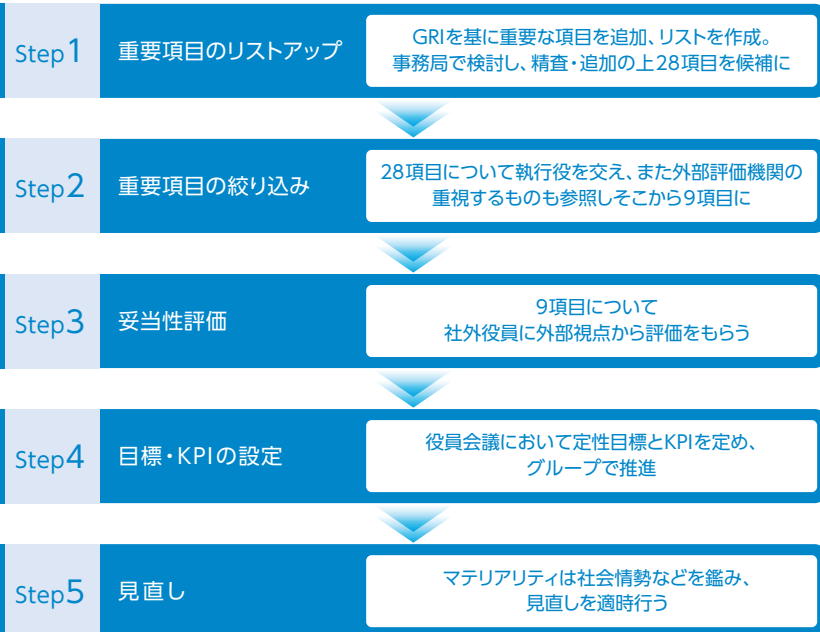 Step1
重要項目のリストアップ
GRIを基に重要な項目を追加、リストを作成。
事務局で検討し、精査・追加の上28項目を候補に
Step2
重要項目の絞り込み
28項目について執行役を交え、また外部評価機関の
重視するものも参照しそこから9項目に
Step3
妥当性評価
9項目について
社外役員に外部視点から評価をもらう
Step4
目標・KPIの設定
役員会議において定性目標とKPIを定め、
グループで推進
Step5
見直し
マテリアリティは社会情勢などを鑑み、
見直しを適時行う